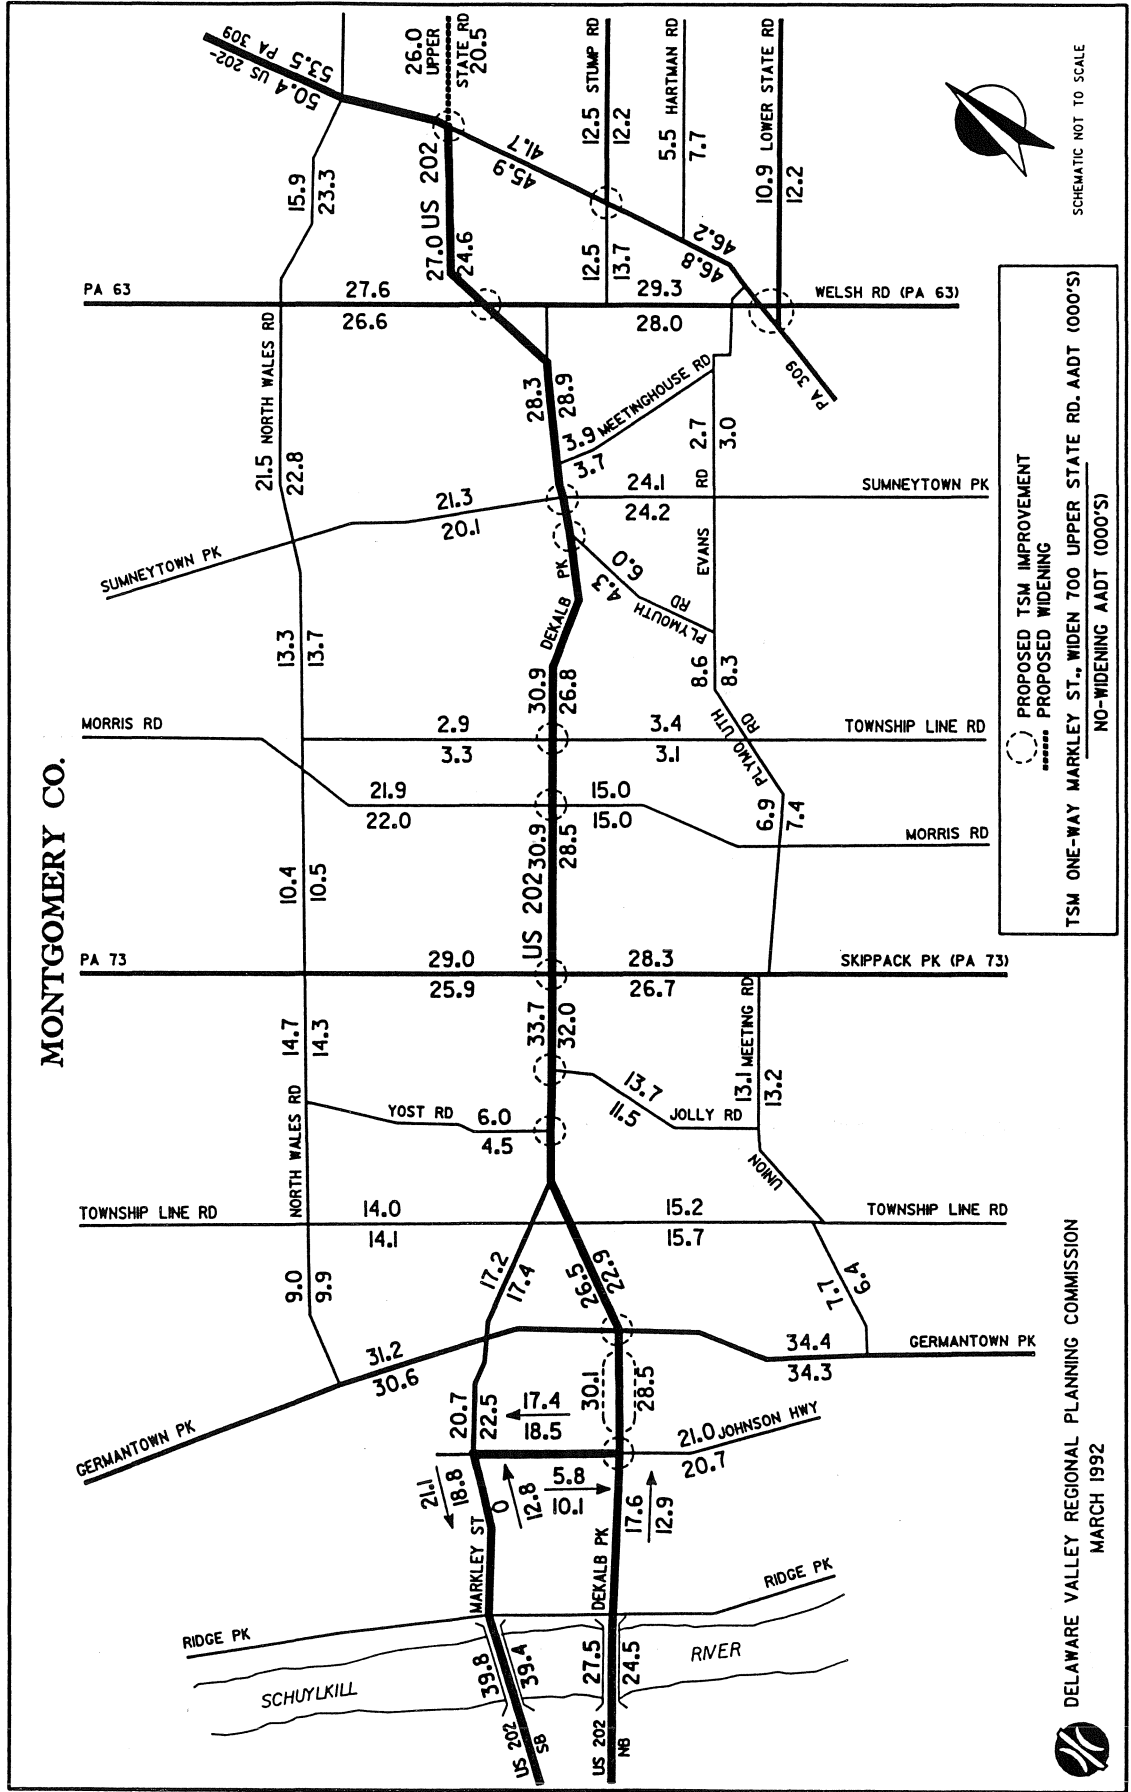 MONTGOMERY CO.
50.4 US 202-
53.5 PA 309
26.0
UPPER
STATE RD
20.5
12.5 STUMP RD
12.2
5.5 HARTMAN RD
7.7
10.9 LOWER STATE RD
12.2
SCHEMATIC NOT TO SCALE
15.9
23.3
27.0 US 202
24.6
41.7
45.9
12.5
13.7
46.2
46.8
PA 63
27.6
26.6
29.3
28.0
WELSH RD (PA 63)
PA 309
21.5 NORTH WALES RD
22.8
28.3
28.9
3.9 MEETINGHOUSE RD
3.7
2.7
3.0
SUMNEYTOWN PK
21.3
20.1
24.1
24.2
SUMNEYTOWN PK
EVANS RD
6.0
4.3
PLYMOUTH
RD
DEKALB PK
13.3
13.7
30.9
26.8
8.6
8.3
MORRIS RD
2.9
3.3
3.4
3.1
PLYMOUTH
RD
TOWNSHIP LINE RD
21.9
22.0
15.0
15.0
6.9
7.4
MORRIS RD
10.4
10.5
US 202 30.9
28.5
PA 73
29.0
25.9
28.3
26.7
SKIPPACK PK (PA 73)
14.7
14.3
33.7
32.0
13.1 MEETING RD
13.2
NORTH WALES RD
YOST RD
6.0
4.5
13.7
11.5
JOLLY RD
UNION
TOWNSHIP LINE RD
14.0
14.1
15.2
15.7
TOWNSHIP LINE RD
9.0
9.9
17.2
17.4
26.5
22.9
7.7
6.4
GERMANTOWN PK
31.2
30.6
34.4
34.3
GERMANTOWN PK
20.7
22.5
17.4
18.5
30.1
28.5
21.0 JOHNSON HWY
20.7
21.1
18.8
0
12.8
5.8
10.1
17.6
12.9
MARKLEY ST
DEKALB PK
RIDGE PK
RIDGE PK
SCHUYLKILL
RIVER
39.8
39.4
27.5
24.5
US 202
SB
US 202
NB
PROPOSED TSM IMPROVEMENT
PROPOSED WIDENING
TSM ONE-WAY MARKLEY ST., WIDEN 700 UPPER STATE RD. AADT (000'S)
NO-WIDENING AADT (000'S)
DELAWARE VALLEY REGIONAL PLANNING COMMISSION
MARCH 1992